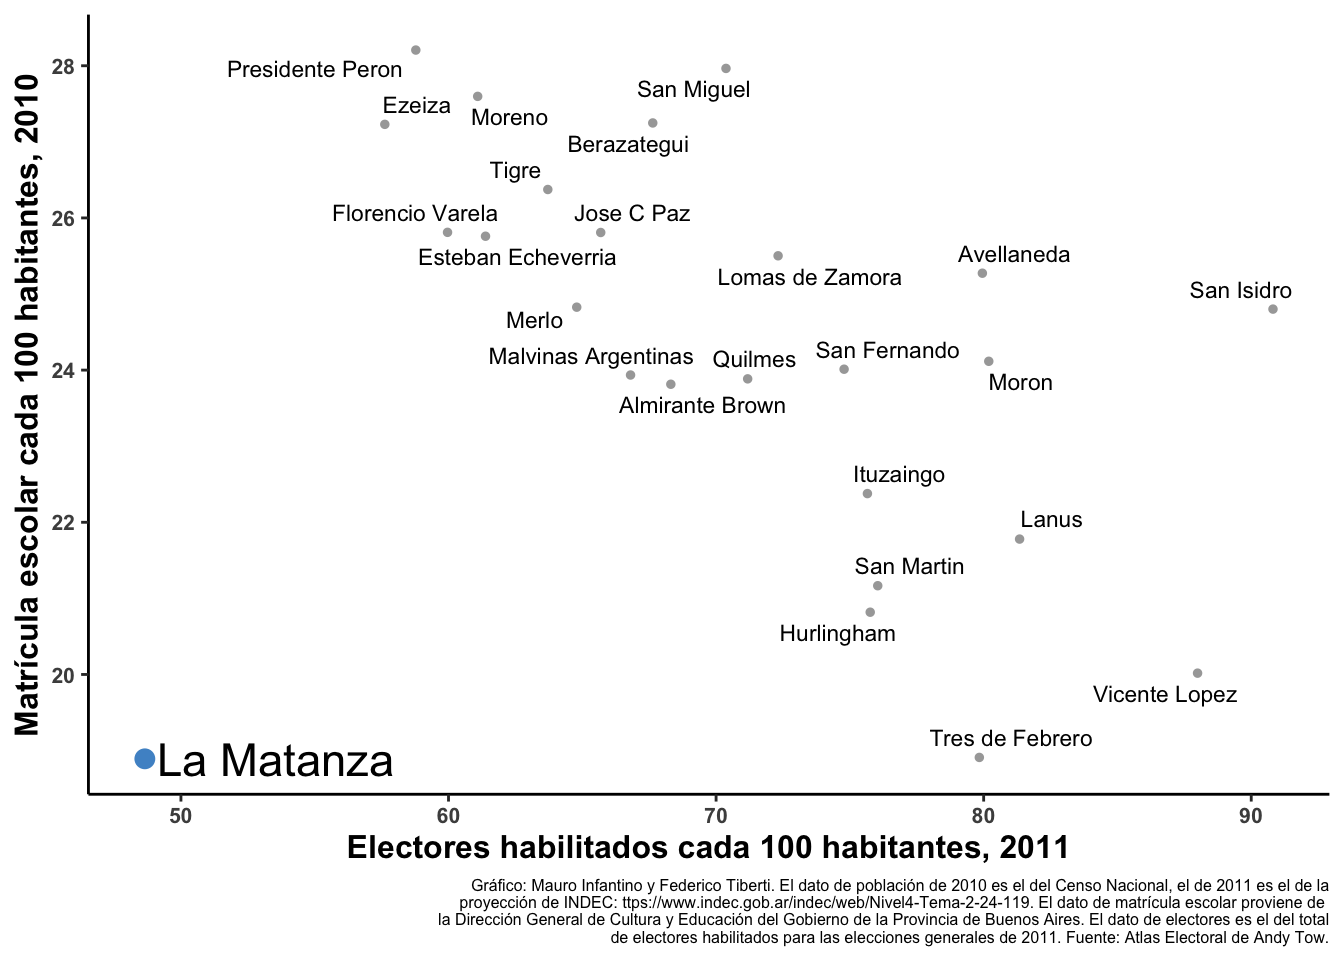 Matrícula escolar cada 100 habitantes, 2010
28
26
24
22
20
Presidente Peron
San Miguel
Ezeiza
Moreno
Berazategui
Tigre
Florencio Varela
Jose C Paz
Esteban Echeverria
Lomas de Zamora
Avellaneda
San Isidro
Merlo
Malvinas Argentinas
Quilmes
San Fernando
Moron
Almirante Brown
Ituzaingo
Lanus
San Martin
Hurlingham
Vicente Lopez
Tres de Febrero
La Matanza
50
60
70
80
90
Electores habilitados cada 100 habitantes, 2011
Gráfico: Mauro Infantino y Federico Tiberti. El dato de población de 2010 es el del Censo Nacional, el de 2011 es el de la
proyección de INDEC: ttps://www.indec.gob.ar/indec/web/Nivel4-Tema-2-24-119. El dato de matrícula escolar proviene de
la Dirección General de Cultura y Educación del Gobierno de la Provincia de Buenos Aires. El dato de electores es el del total
de electores habilitados para las elecciones generales de 2011. Fuente: Atlas Electoral de Andy Tow.